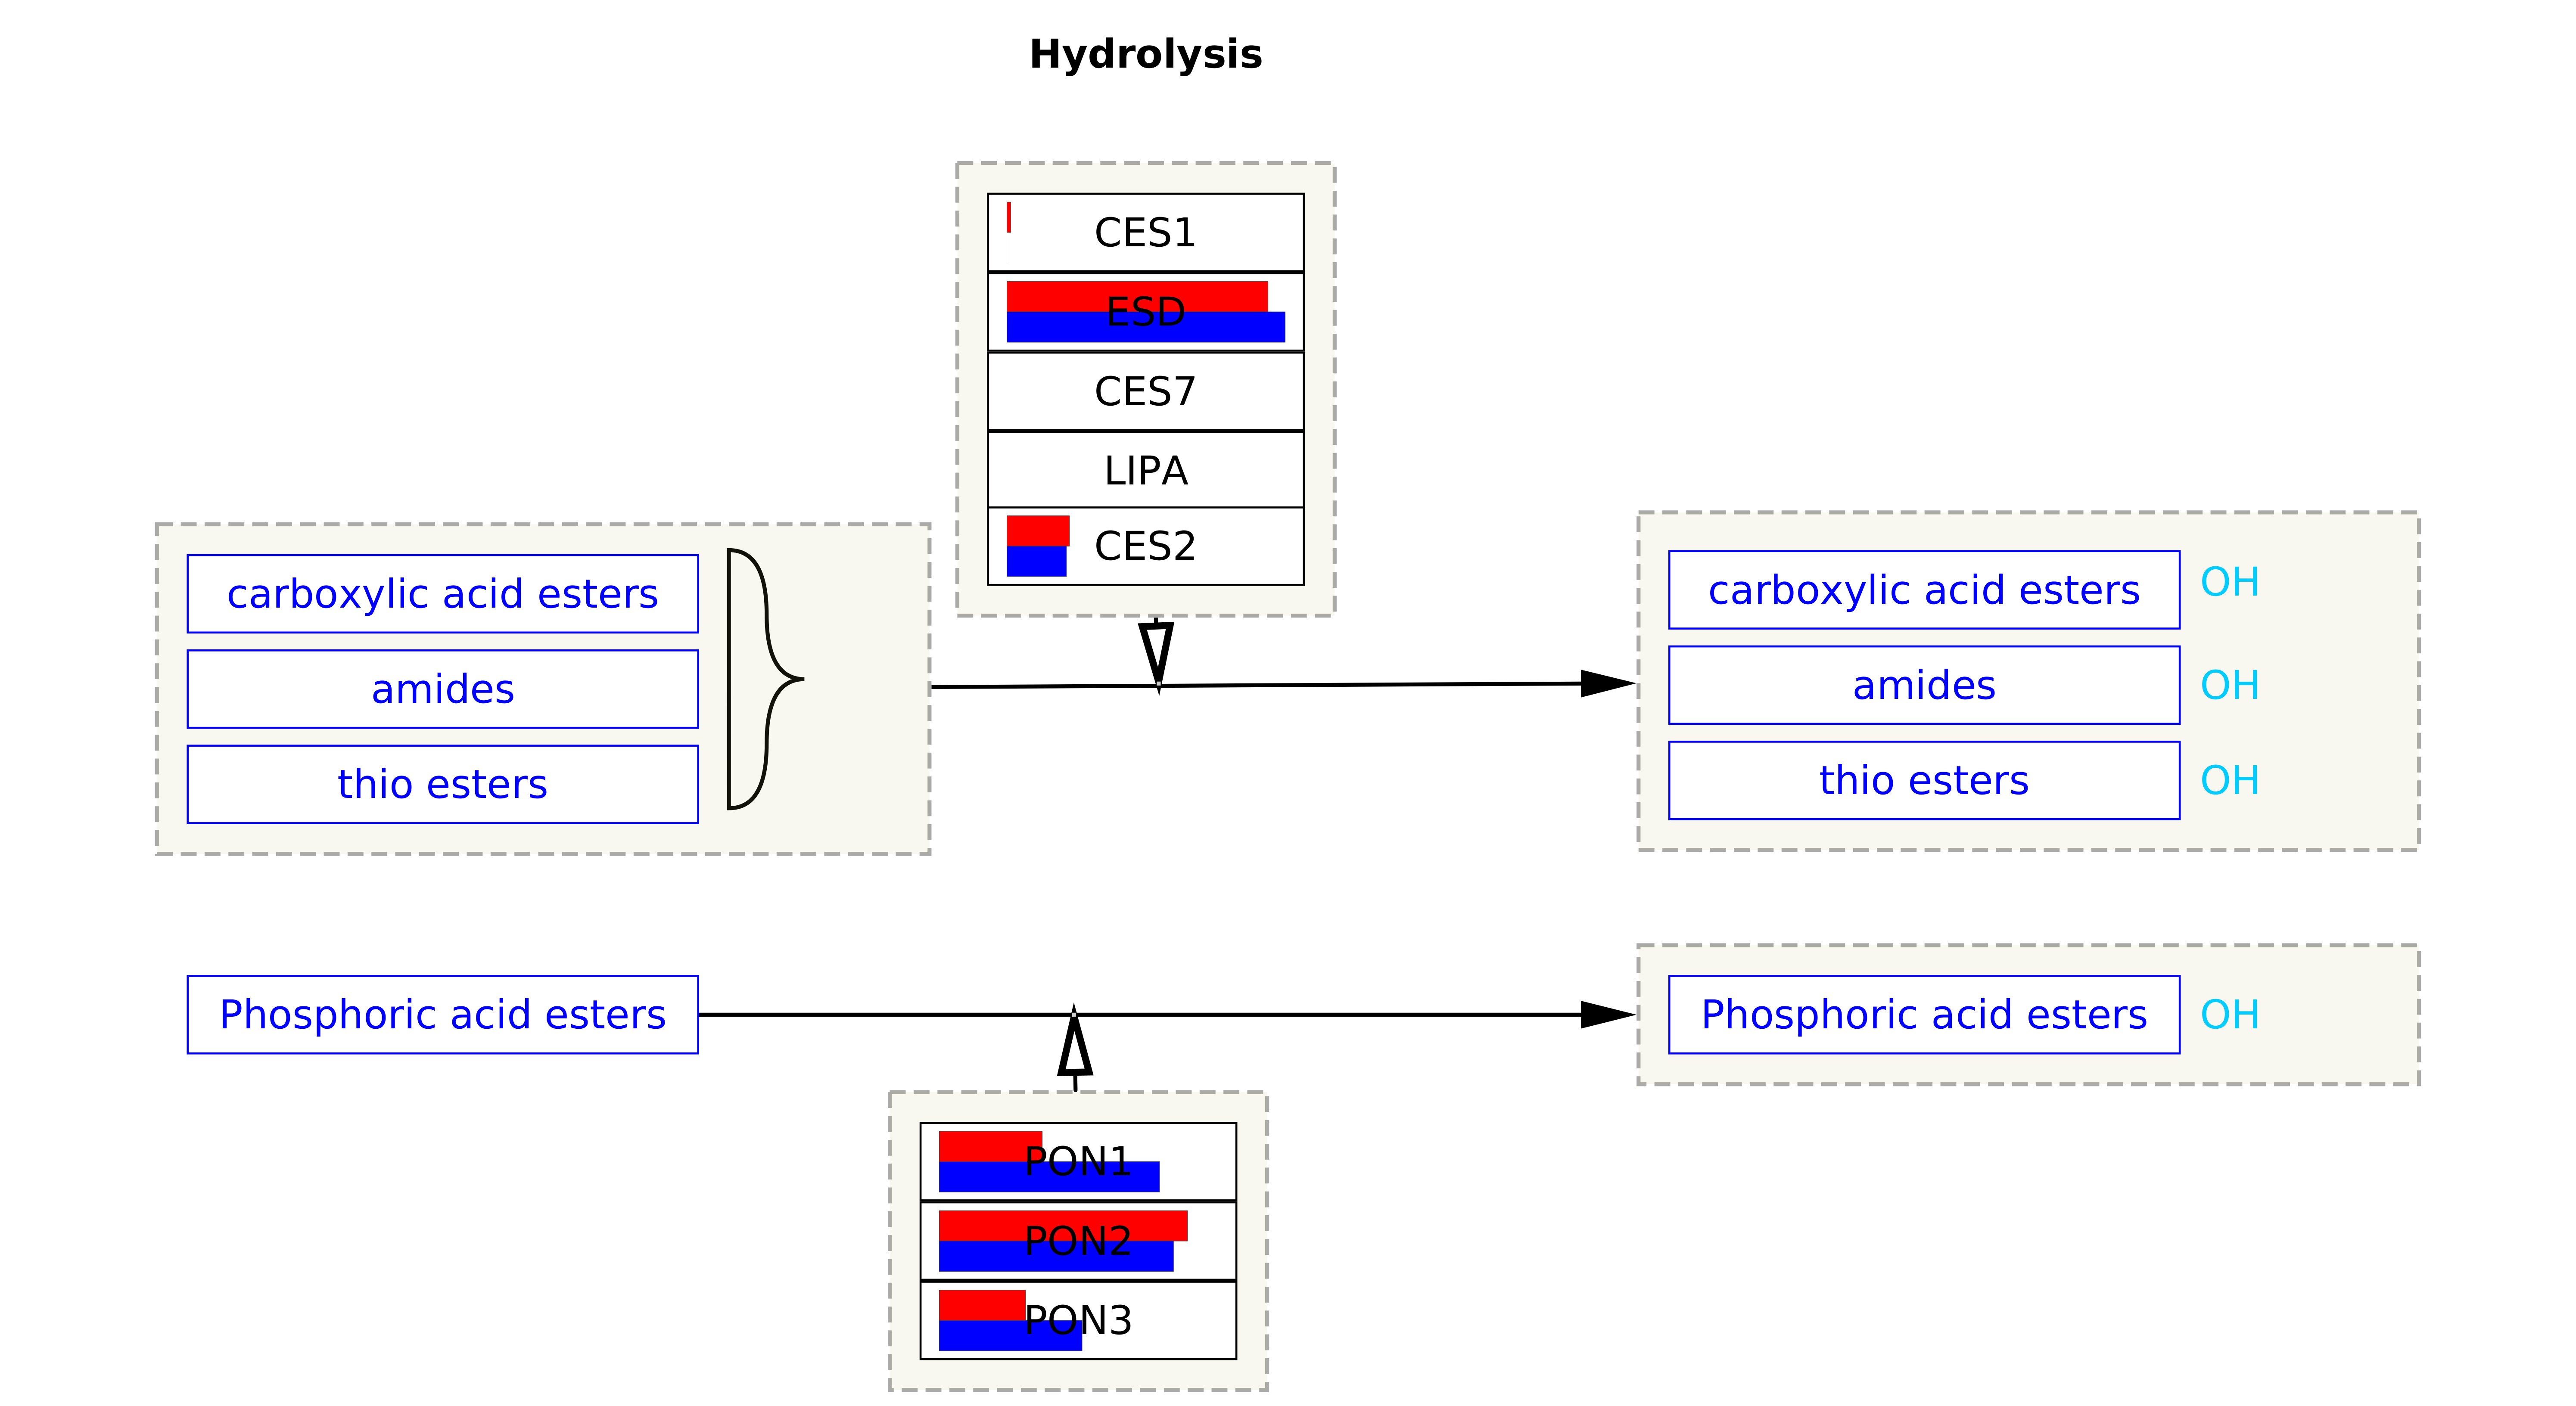 Hydrolysis
CES1
ESD
CES7
LIPA
CES2
carboxylic acid esters
amides
thio esters
carboxylic acid esters OH
amides OH
thio esters OH
Phosphoric acid esters
Phosphoric acid esters OH
PON1
PON2
PON3